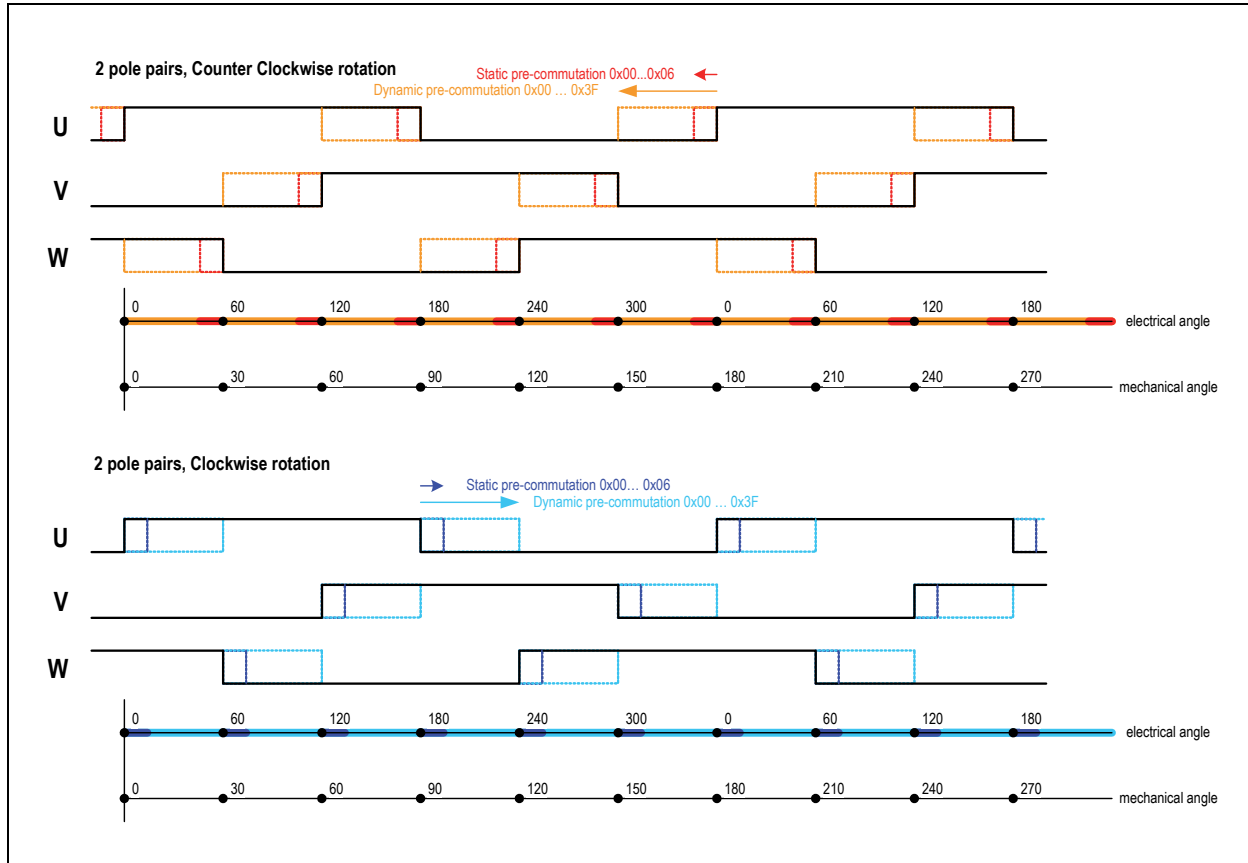 2 pole pairs, Counter Clockwise rotation
Static pre-commutation 0x00...0x06
Dynamic pre-commutation 0x00 ... 0x3F
U
V
W
0 60 120 180 240 300 0 60 120 180
electrical angle
0 30 60 90 120 150 180 210 240 270
mechanical angle
2 pole pairs, Clockwise rotation
Static pre-commutation 0x00... 0x06
Dynamic pre-commutation 0x00 ... 0x3F
U
V
W
0 60 120 180 240 300 0 60 120 180
electrical angle
0 30 60 90 120 150 180 210 240 270
mechanical angle